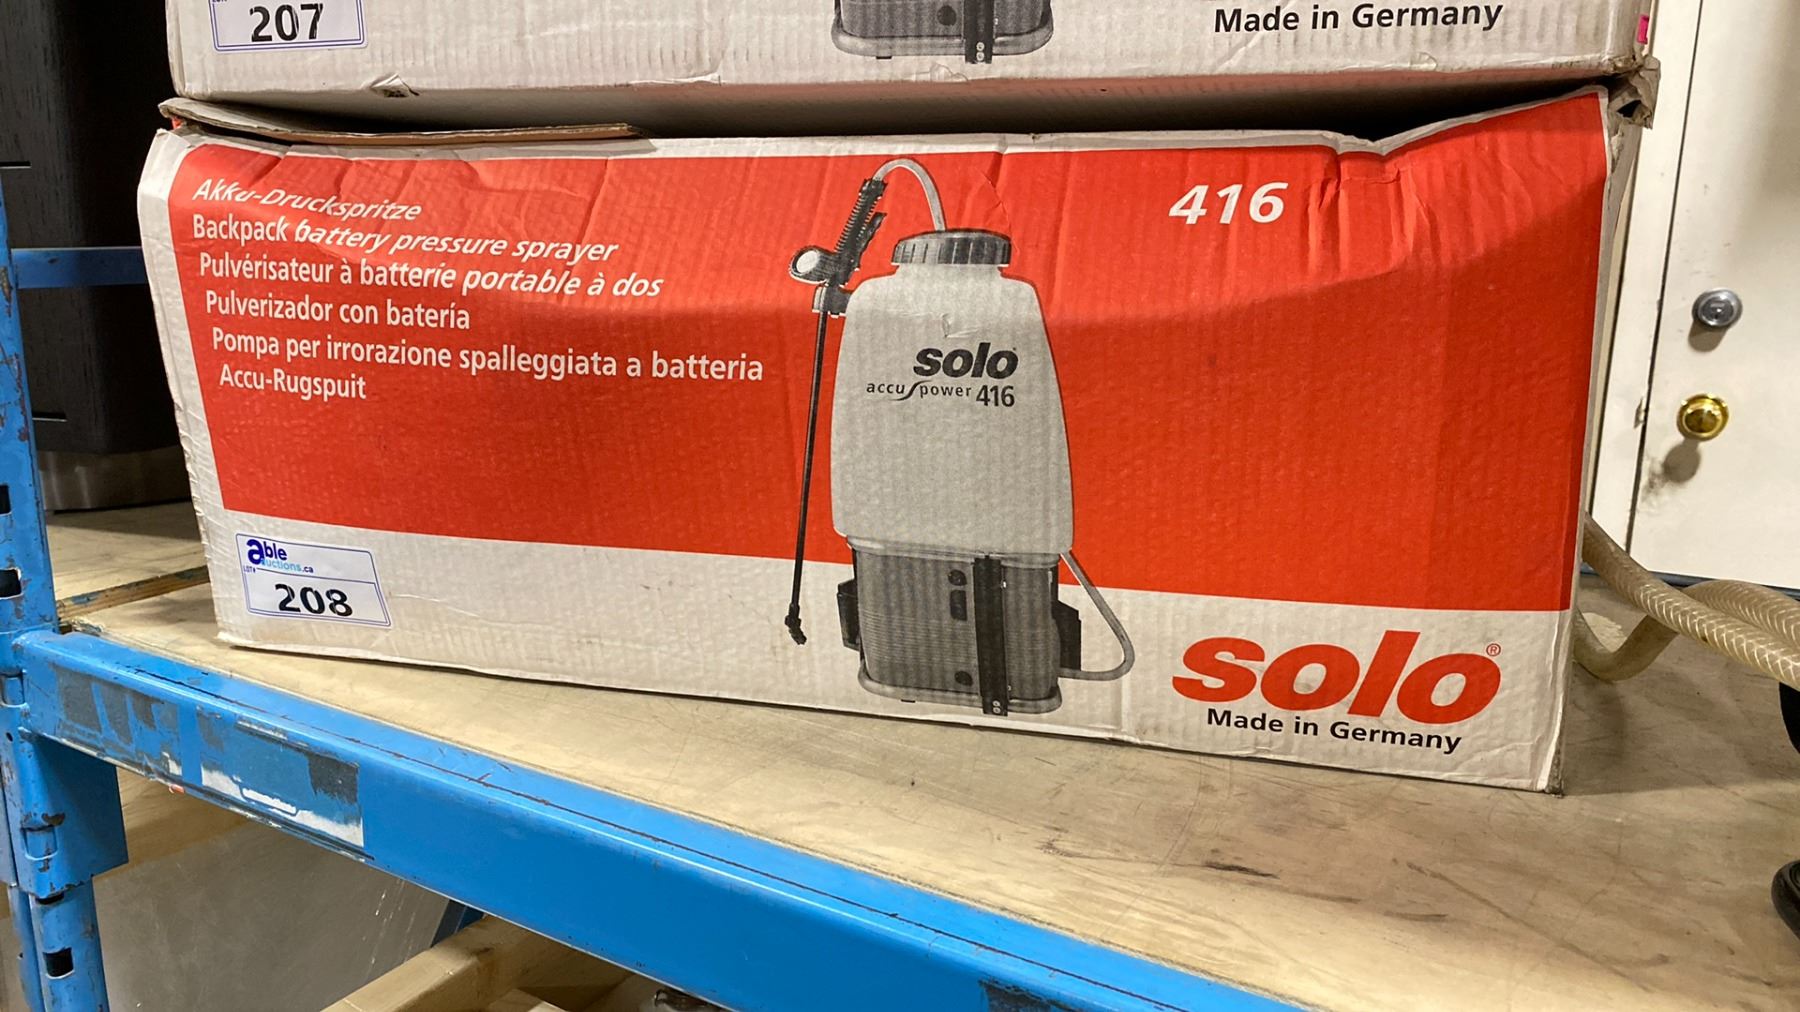 207
Made in Germany
Akku-Druckspritze
Backpack battery pressure sprayer
Pulvérisateur à batterie portable à dos
Pulverizador con batería
Pompa per irrorazione spalleggiata a batteria
Accu-Rugspuit
416
solo
accu power 416
able
auctions.ca
LOT#
208
solo®
Made in Germany